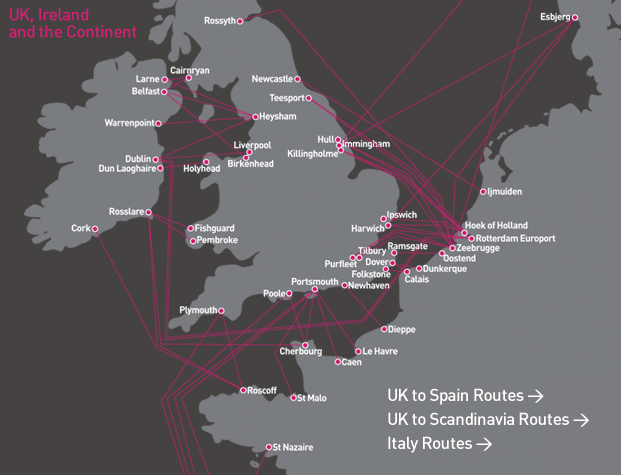 UK, Ireland
and the Continent
Rossyth
Esbjerg
Cairnryan
Larne
Belfast
Newcastle
Teesport
Warrenpoint
Heysham
Hull
Immingham
Killingholme
Liverpool
Birkenhead
Dublin
Dun Laoghaire
Holyhead
Ijmuiden
Rosslare
Cork
Fishguard
Pembroke
Ipswich
Harwich
Hoek of Holland
Rotterdam Europort
Zeebrugge
Oostend
Tilbury
Ramsgate
Purfleet
Dover
Dunkerque
Folkstone
Calais
Portsmouth
Newhaven
Poole
Plymouth
Dieppe
Cherbourg
Le Havre
Caen
Roscoff
St Malo
St Nazaire
UK to Spain Routes →
UK to Scandinavia Routes →
Italy Routes →